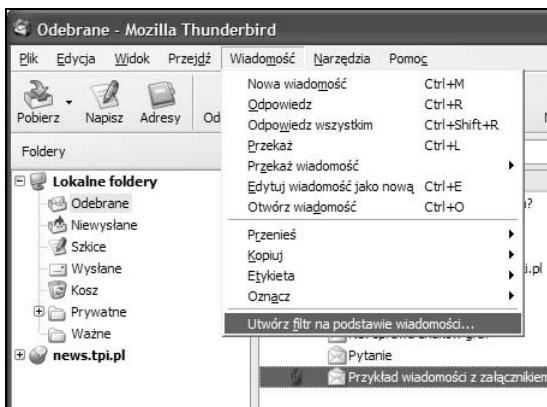 Odebrane - Mozilla Thunderbird
Plik Edycja Widok Przejdź Wiadomość Narzędzia Pomoc
Pobierz Napisz Adresy Od
Foldery
Lokalne foldery
Odebrane
Niewysłane
Szkice
Wysłane
Kosz
Prywatne
Ważne
news.tpi.pl
Nowa wiadomość Ctrl+M
Odpowiedz Ctrl+R
Odpowiedz wszystkim Ctrl+Shift+R
Przekaż Ctrl+L
Przekaż wiadomość
Edytuj wiadomość jako nową Ctrl+E
Otwórz wiadomość Ctrl+O
Przenieś
Kopiuj
Etykieta
Oznacz
Utwórz filtr na podstawie wiadomości...
?
i.pl
Pytanie
Przykład wiadomości z załącznikiem